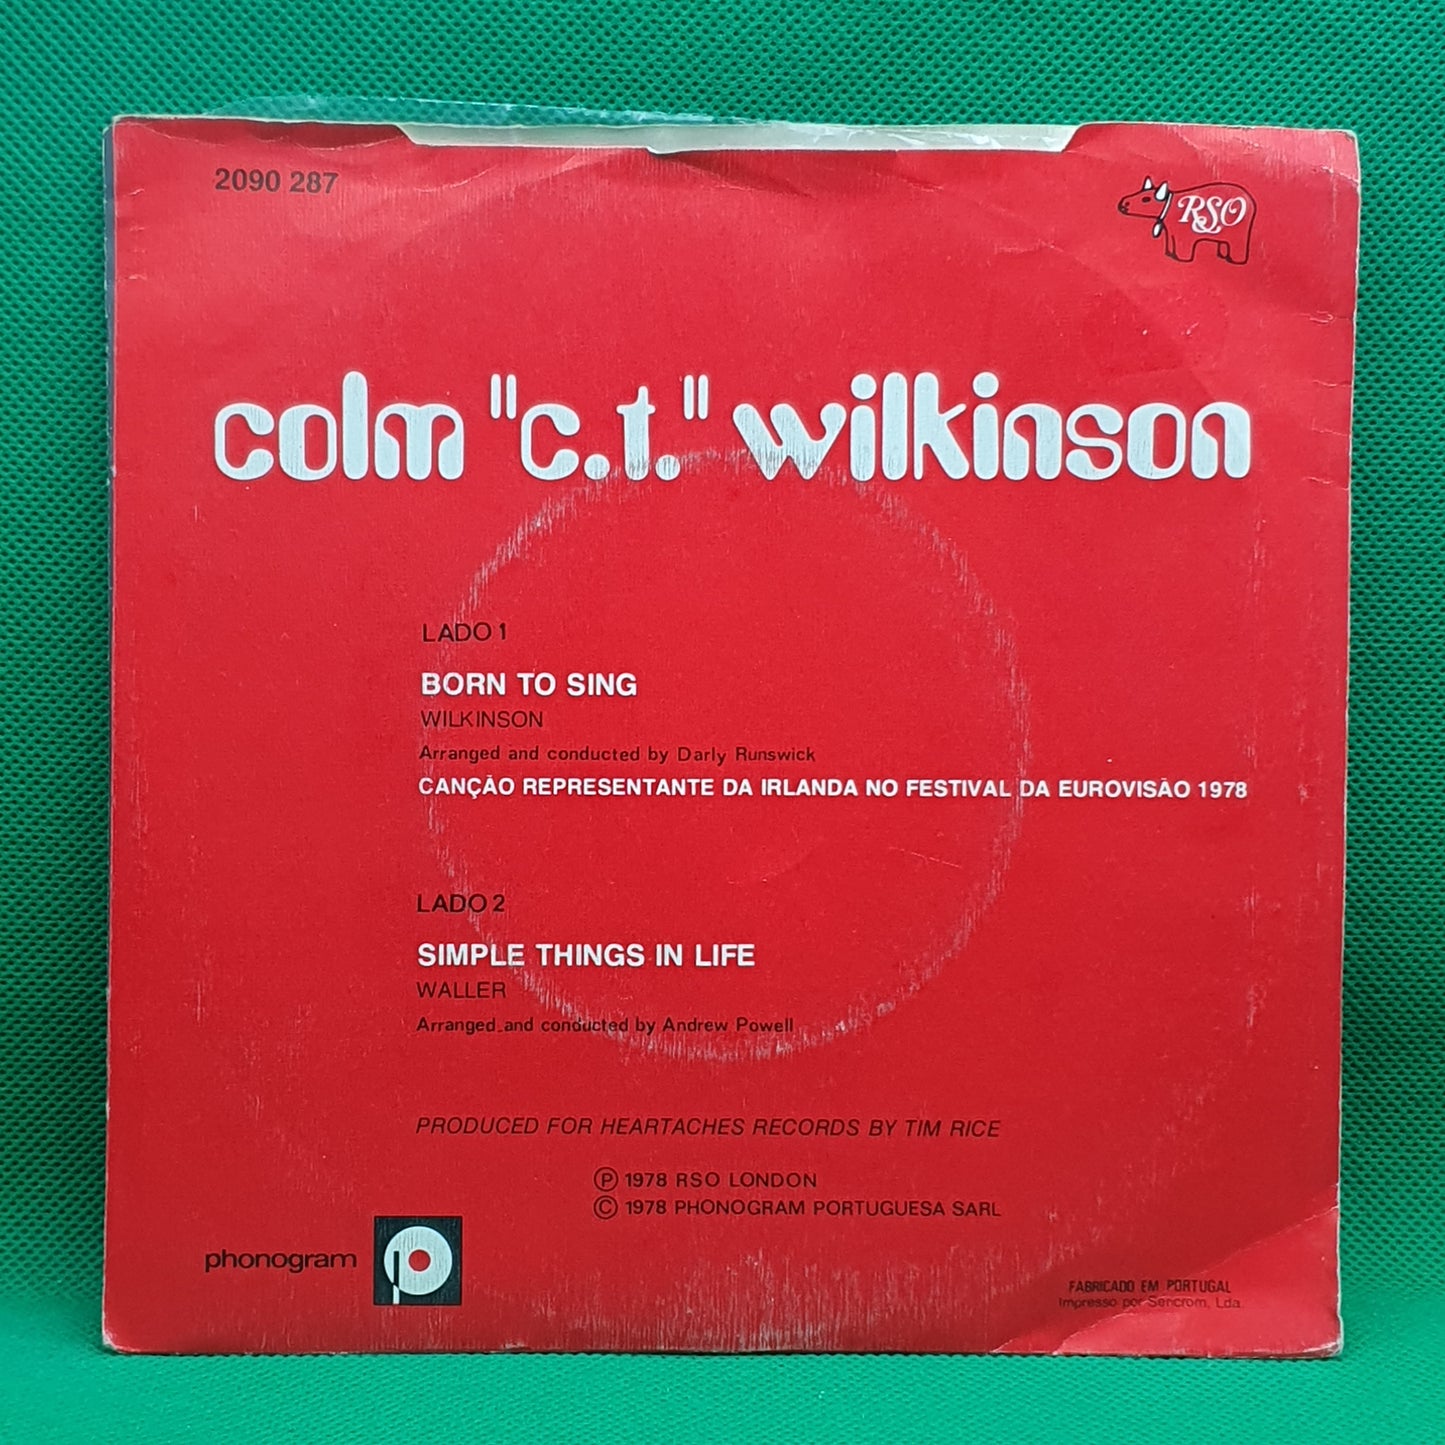 2090 287
RSO
colm "c.t." wilkinson
LADO 1
BORN TO SING
WILKINSON
Arranged and conducted by Darly Runswick
CANÇÃO REPRESENTANTE DA IRLANDA NO FESTIVAL DA EUROVISÃO 1978
LADO 2
SIMPLE THINGS IN LIFE
WALLER
Arranged and conducted by Andrew Powell
PRODUCED FOR HEARTACHES RECORDS BY TIM RICE
Ⓟ 1978 RSO LONDON
© 1978 PHONOGRAM PORTUGUESA SARL
phonogram
FABRICADO EM PORTUGAL
Impresso por Sencrom, Lda.